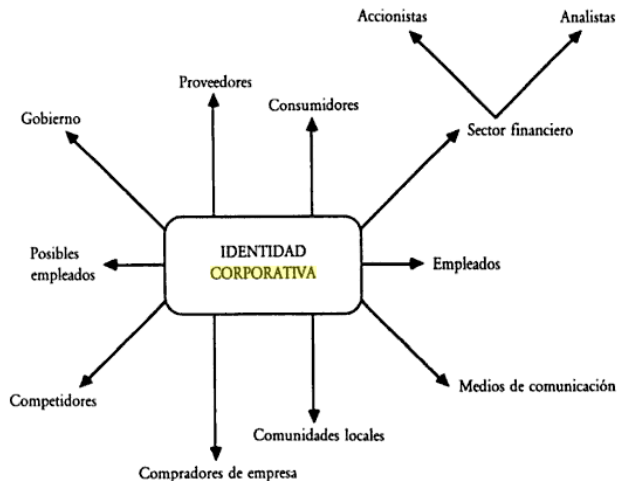 Accionistas
Analistas
Proveedores
Consumidores
Gobierno
Sector financiero
IDENTIDAD
CORPORATIVA
Posibles
empleados
Empleados
Competidores
Medios de comunicación
Comunidades locales
Compradores de empresa